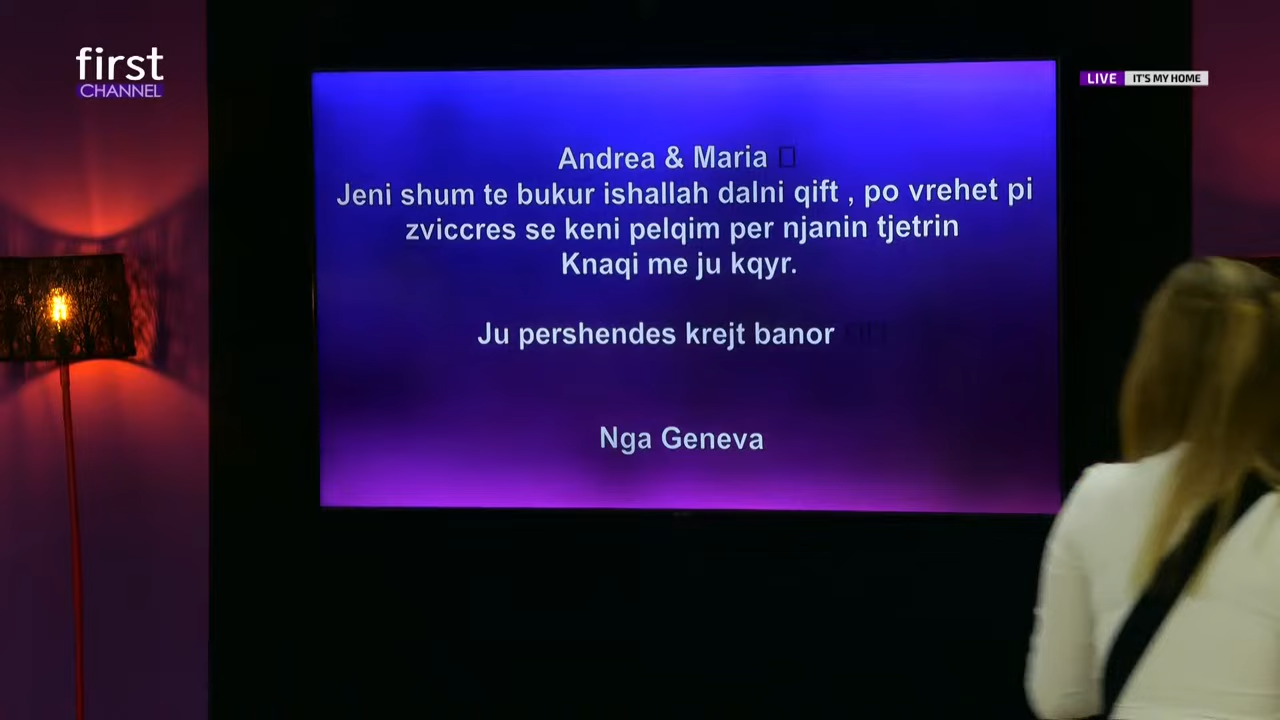 first
CHANNEL
LIVE IT'S MY HOME
Andrea & Maria
Jeni shum te bukur ishallah dalni qift , po vrehet pi
zviccres se keni pelqim per njanin tjetrin
Knaqi me ju kqyr.
Ju pershendes krejt banor
Nga Geneva